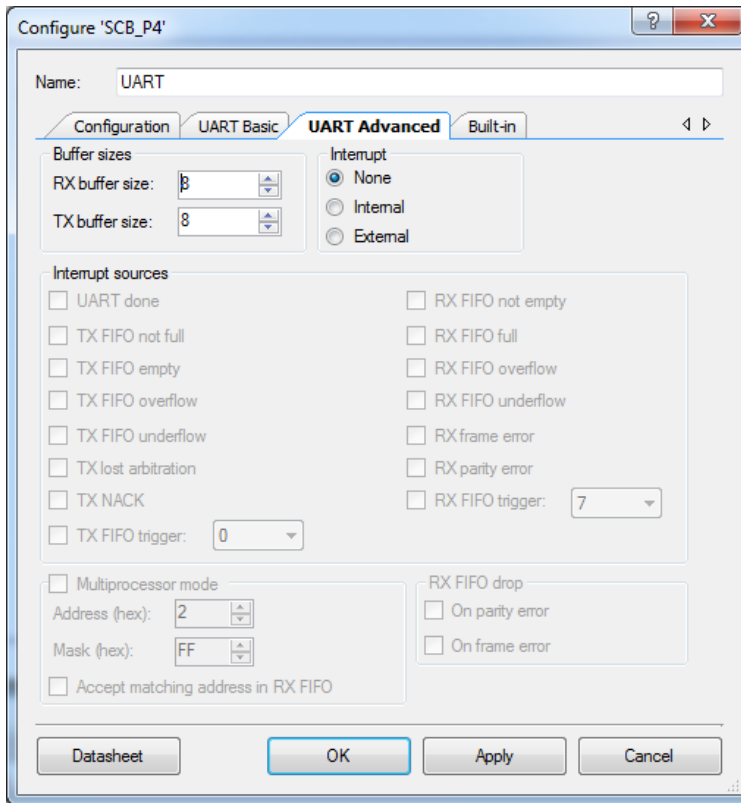 Configure 'SCB_P4'
Name: UART
Configuration UART Basic UART Advanced Built-in
Buffer sizes
RX buffer size: 8
TX buffer size: 8
Interrupt
None
Internal
External
Interrupt sources
UART done
TX FIFO not full
TX FIFO empty
TX FIFO overflow
TX FIFO underflow
TX lost arbitration
TX NACK
TX FIFO trigger: 0
RX FIFO not empty
RX FIFO full
RX FIFO overflow
RX FIFO underflow
RX frame error
RX parity error
RX FIFO trigger: 7
Multiprocessor mode
Address (hex): 2
Mask (hex): FF
Accept matching address in RX FIFO
RX FIFO drop
On parity error
On frame error
Datasheet OK Apply Cancel